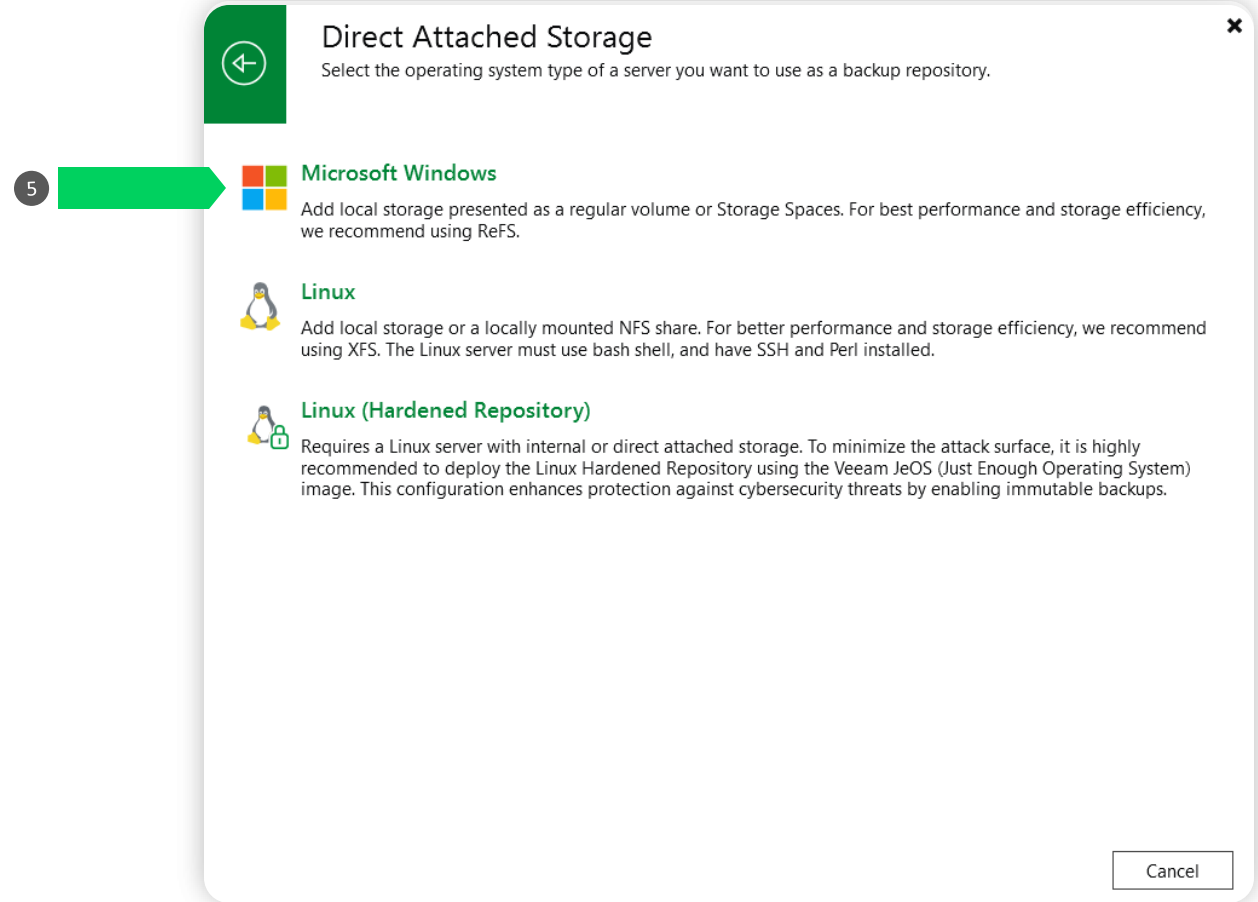 Direct Attached Storage
Select the operating system type of a server you want to use as a backup repository.
5
Microsoft Windows
Add local storage presented as a regular volume or Storage Spaces. For best performance and storage efficiency,
we recommend using ReFS.
Linux
Add local storage or a locally mounted NFS share. For better performance and storage efficiency, we recommend
using XFS. The Linux server must use bash shell, and have SSH and Perl installed.
Linux (Hardened Repository)
Requires a Linux server with internal or direct attached storage. To minimize the attack surface, it is highly
recommended to deploy the Linux Hardened Repository using the Veeam JeOS (Just Enough Operating System)
image. This configuration enhances protection against cybersecurity threats by enabling immutable backups.
Cancel